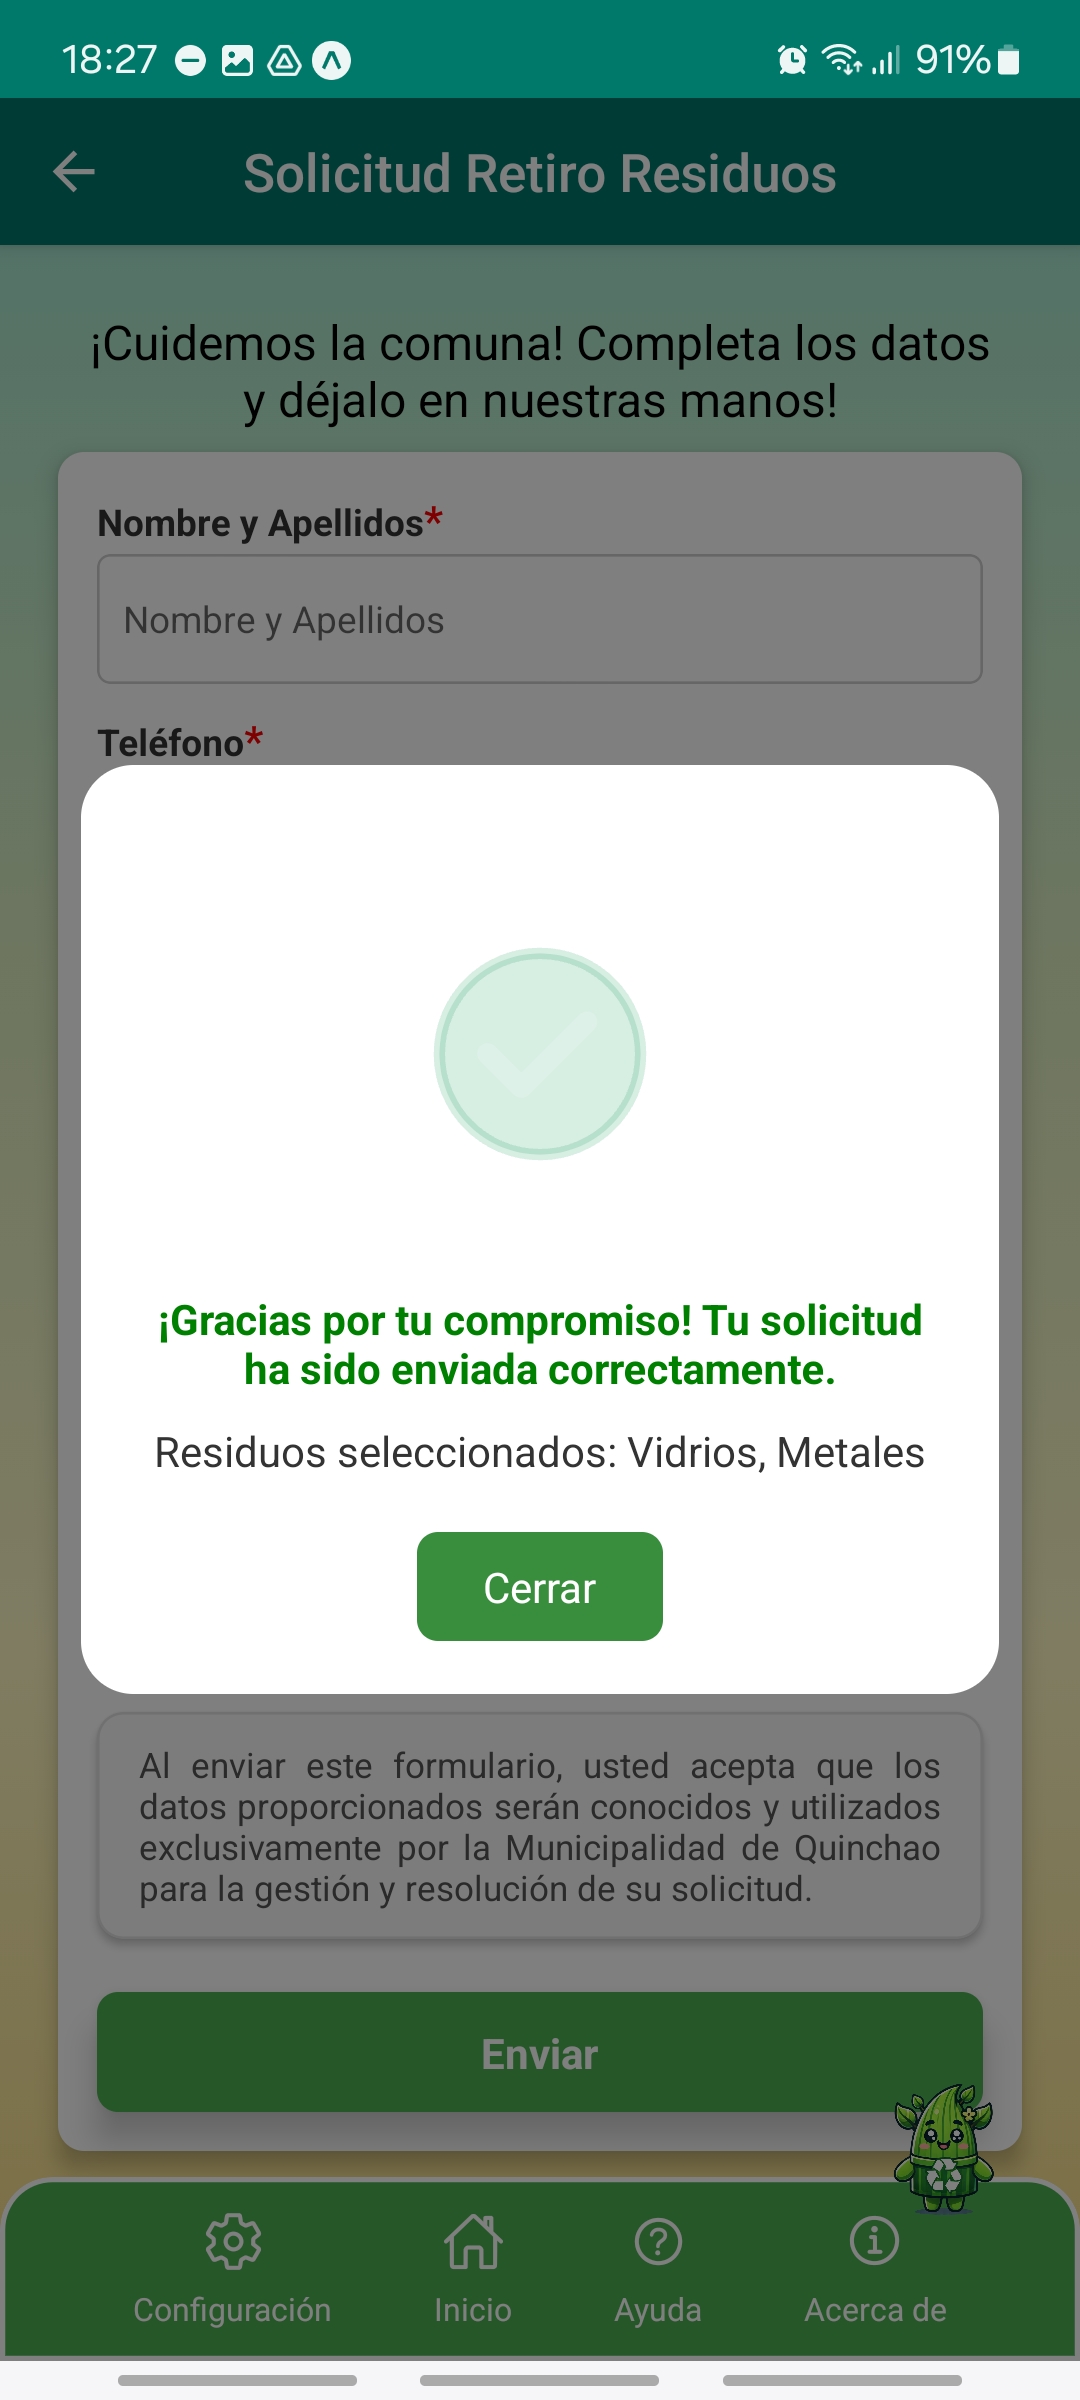 18:27
91%
Solicitud Retiro Residuos
¡Cuidemos la comuna! Completa los datos
y déjalo en nuestras manos!
Nombre y Apellidos*
Nombre y Apellidos
Teléfono*
¡Gracias por tu compromiso! Tu solicitud
ha sido enviada correctamente.
Residuos seleccionados: Vidrios, Metales
Cerrar
Al enviar este formulario, usted acepta que los
datos proporcionados serán conocidos y utilizados
exclusivamente por la Municipalidad de Quinchao
para la gestión y resolución de su solicitud.
Enviar
Configuración
Inicio
Ayuda
Acerca de